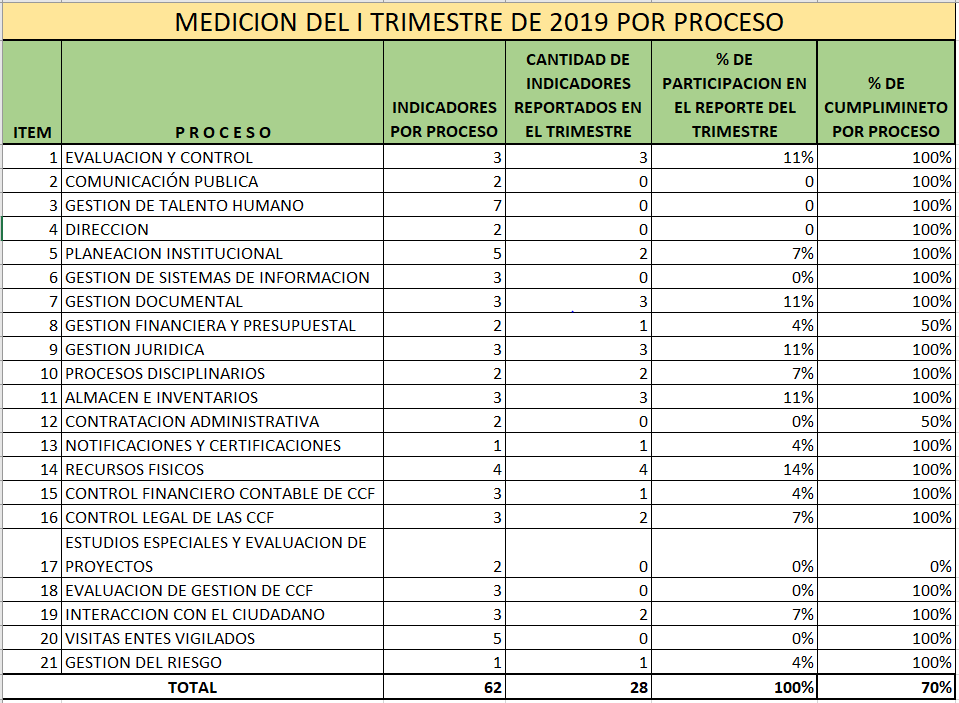 MEDICION DEL I TRIMESTRE DE 2019 POR PROCESO
ITEM P R O C E S O INDICADORES POR PROCESO CANTIDAD DE INDICADORES REPORTADOS EN EL TRIMESTRE % DE PARTICIPACION EN EL REPORTE DEL TRIMESTRE % DE CUMPLIMINETO POR PROCESO
1 EVALUACION Y CONTROL 3 3 11% 100%
2 COMUNICACIÓN PUBLICA 2 0 0 100%
3 GESTION DE TALENTO HUMANO 7 0 0 100%
4 DIRECCION 2 0 0 100%
5 PLANEACION INSTITUCIONAL 5 2 7% 100%
6 GESTION DE SISTEMAS DE INFORMACION 3 0 0% 100%
7 GESTION DOCUMENTAL 3 3 11% 100%
8 GESTION FINANCIERA Y PRESUPUESTAL 2 1 4% 50%
9 GESTION JURIDICA 3 3 11% 100%
10 PROCESOS DISCIPLINARIOS 2 2 7% 100%
11 ALMACEN E INVENTARIOS 3 3 11% 100%
12 CONTRATACION ADMINISTRATIVA 2 0 0% 50%
13 NOTIFICACIONES Y CERTIFICACIONES 1 1 4% 100%
14 RECURSOS FISICOS 4 4 14% 100%
15 CONTROL FINANCIERO CONTABLE DE CCF 3 1 4% 100%
16 CONTROL LEGAL DE LAS CCF 3 2 7% 100%
ESTUDIOS ESPECIALES Y EVALUACION DE
17 PROYECTOS 2 0 0% 0%
18 EVALUACION DE GESTION DE CCF 3 0 0% 100%
19 INTERACCION CON EL CIUDADANO 3 2 7% 100%
20 VISITAS ENTES VIGILADOS 5 0 0% 100%
21 GESTION DEL RIESGO 1 1 4% 100%
TOTAL 62 28 100% 70%